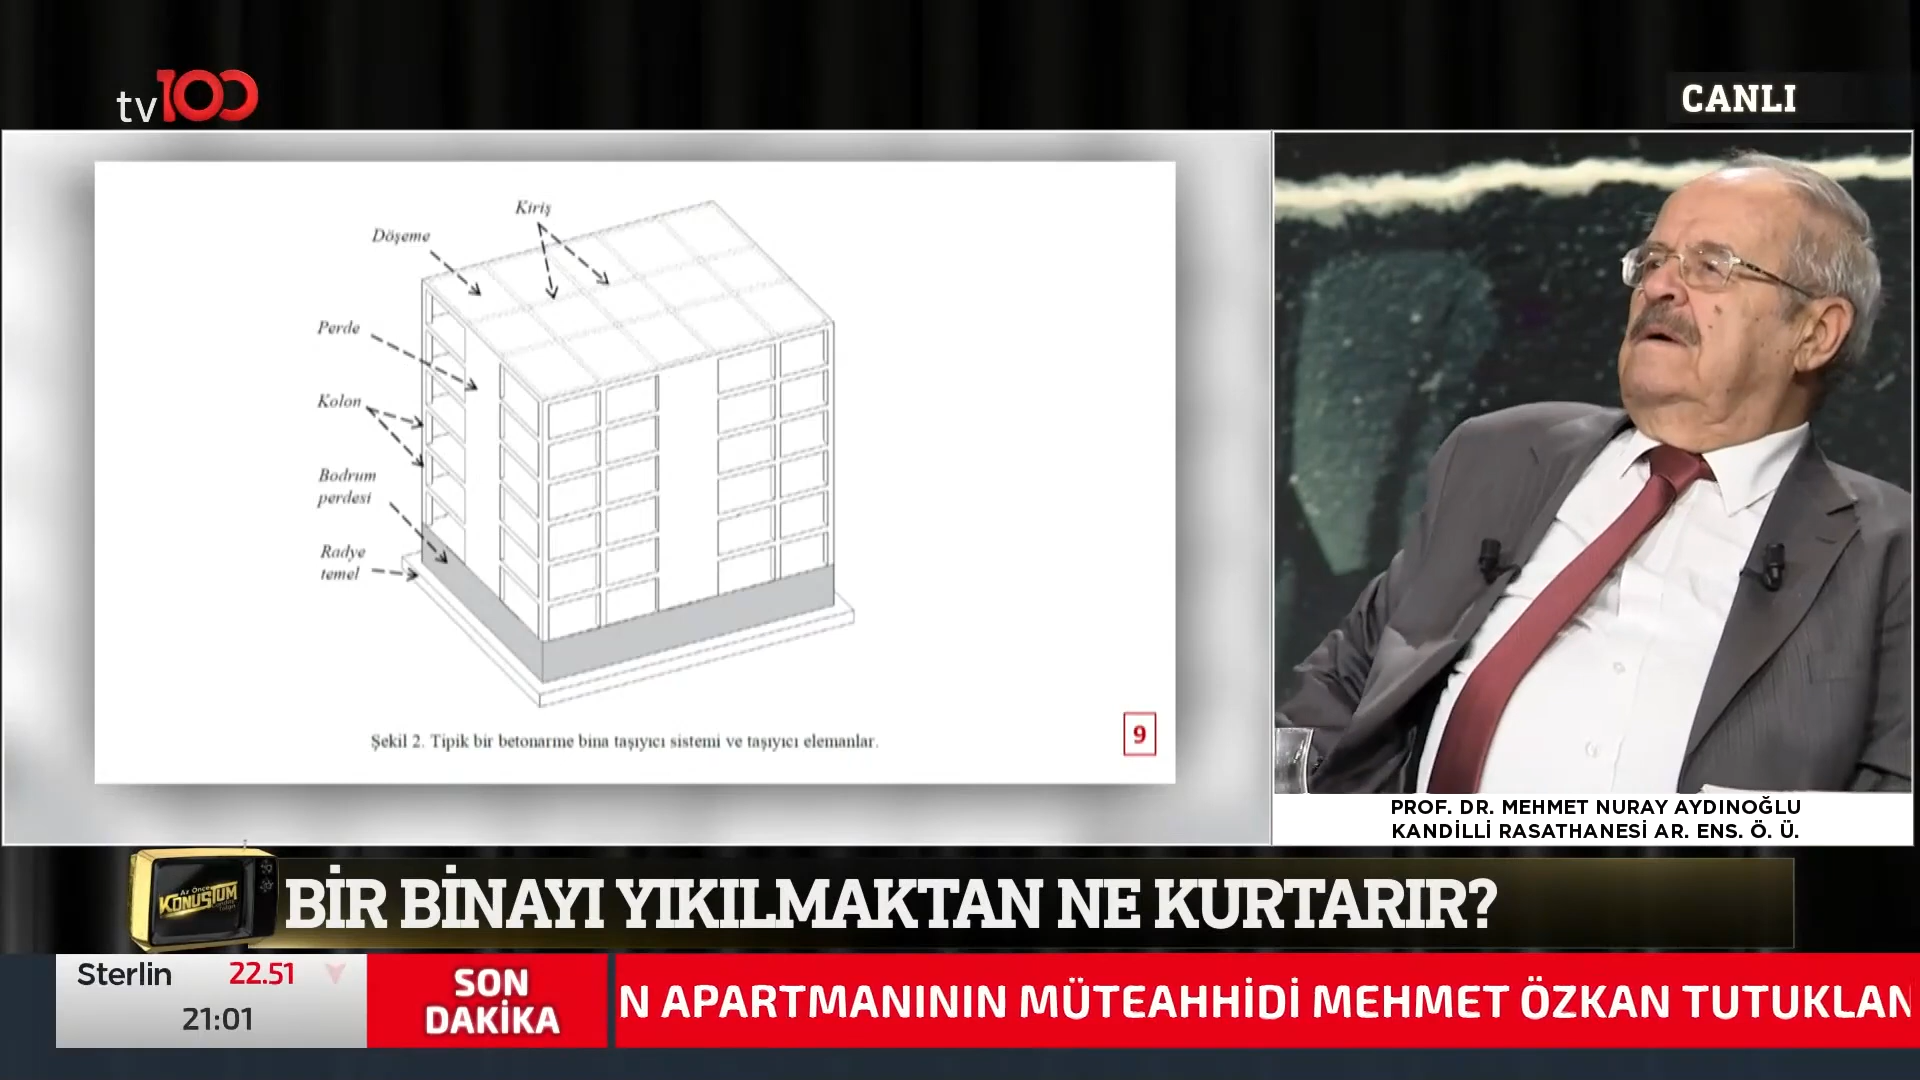 tv100
CANLI
Kiriş
Döşeme
Perde
Kolon
Bodrum
perdesi
Radye
temel
Şekil 2. Tipik bir betonarme bina taşıyıcı sistemi ve taşıyıcı elemanlar.
9
PROF. DR. MEHMET NURAY AYDINOĞLU
KANDİLLİ RASATHANESİ AR. ENS. Ö. Ü.
Az Önce
KONUŞTUM
BİR BİNAYI YIKILMAKTAN NE KURTARIR?
Sterlin 22.51
21:01
SON
DAKİKA
N APARTMANININ MÜTEAHHİDİ MEHMET ÖZKAN TUTUKLAN